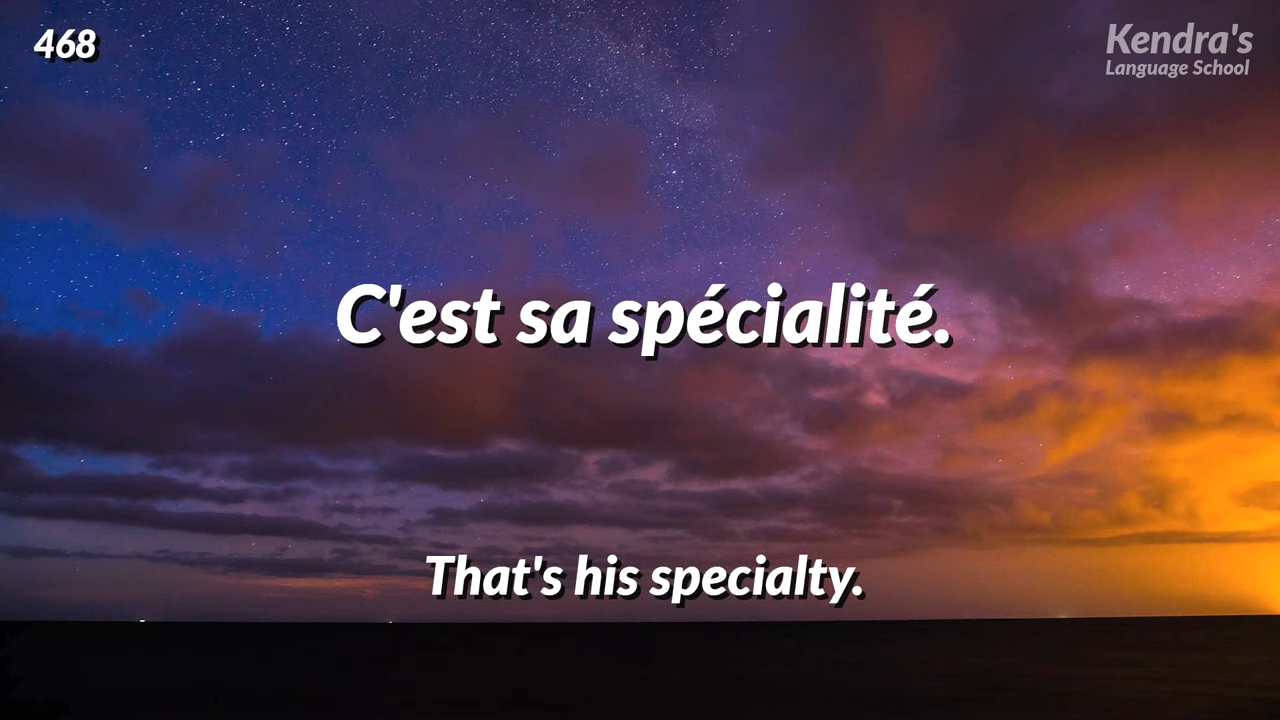 468
Kendra's
Language School
C'est sa spécialité.
That's his specialty.